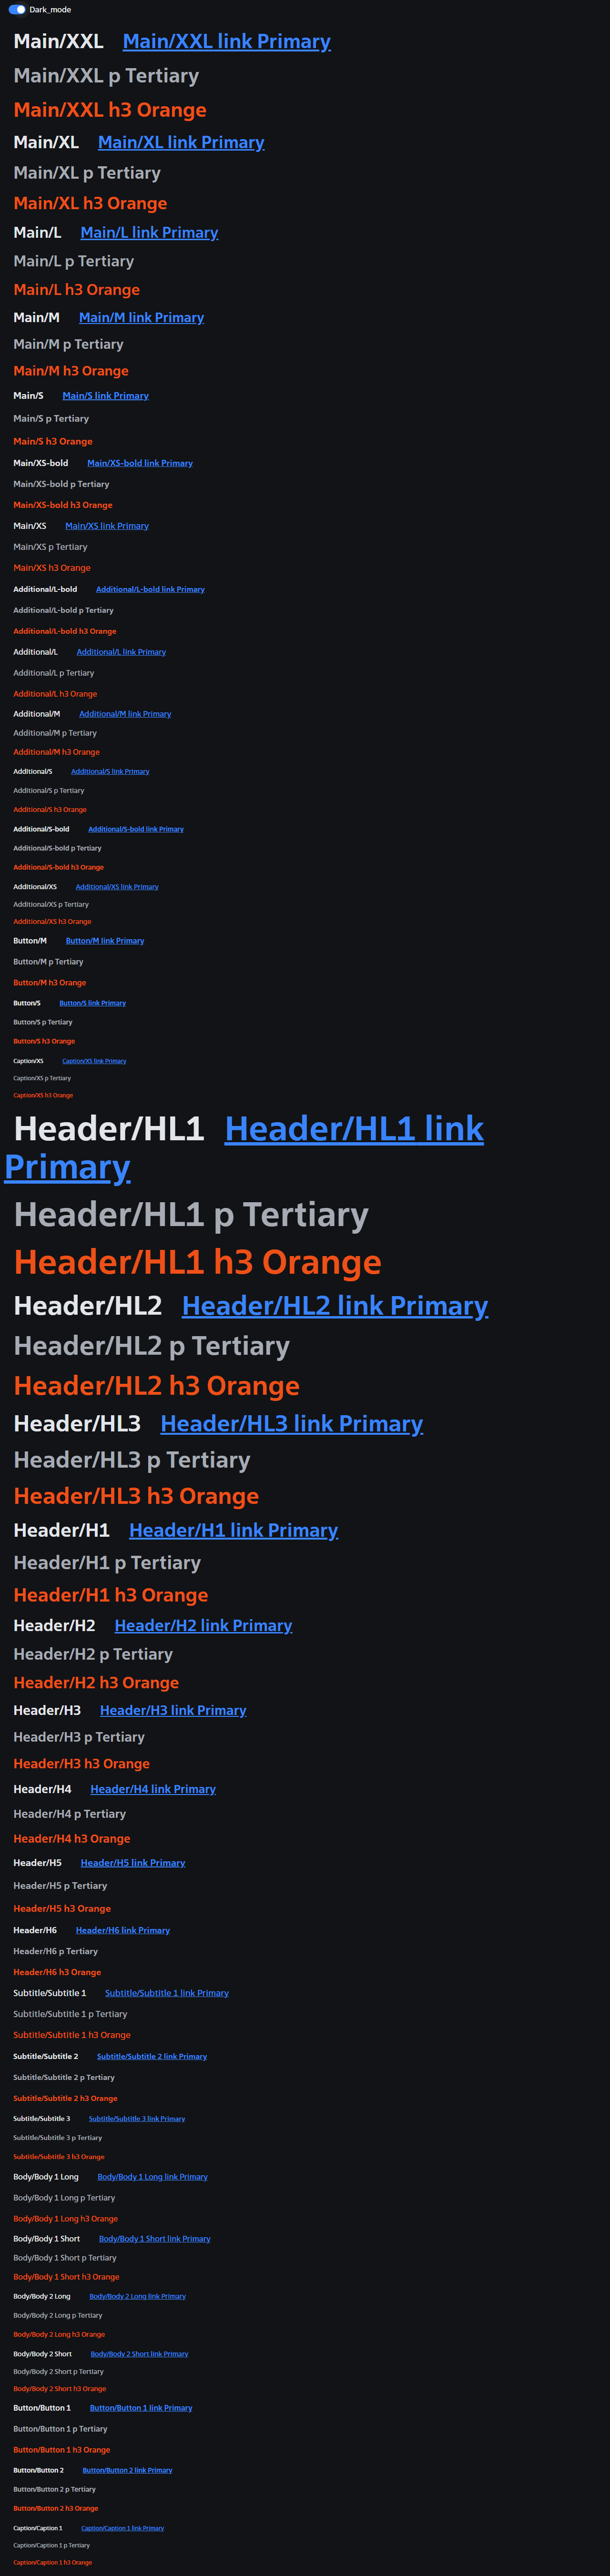 Dark_mode
Main/XXL Main/XXL link Primary
Main/XXL p Tertiary
Main/XXL h3 Orange
Main/XL Main/XL link Primary
Main/XL p Tertiary
Main/XL h3 Orange
Main/L Main/L link Primary
Main/L p Tertiary
Main/L h3 Orange
Main/M Main/M link Primary
Main/M p Tertiary
Main/M h3 Orange
Main/S Main/S link Primary
Main/S p Tertiary
Main/S h3 Orange
Main/XS-bold Main/XS-bold link Primary
Main/XS-bold p Tertiary
Main/XS-bold h3 Orange
Main/XS Main/XS link Primary
Main/XS p Tertiary
Main/XS h3 Orange
Additional/L-bold Additional/L-bold link Primary
Additional/L-bold p Tertiary
Additional/L-bold h3 Orange
Additional/L Additional/L link Primary
Additional/L p Tertiary
Additional/L h3 Orange
Additional/M Additional/M link Primary
Additional/M p Tertiary
Additional/M h3 Orange
Additional/S Additional/S link Primary
Additional/S p Tertiary
Additional/S h3 Orange
Additional/S-bold Additional/S-bold link Primary
Additional/S-bold p Tertiary
Additional/S-bold h3 Orange
Additional/XS Additional/XS link Primary
Additional/XS p Tertiary
Additional/XS h3 Orange
Button/M Button/M link Primary
Button/M p Tertiary
Button/M h3 Orange
Button/S Button/S link Primary
Button/S p Tertiary
Button/S h3 Orange
Caption/XS Caption/XS link Primary
Caption/XS p Tertiary
Caption/XS h3 Orange
Header/HL1 Header/HL1 link
Primary
Header/HL1 p Tertiary
Header/HL1 h3 Orange
Header/HL2 Header/HL2 link Primary
Header/HL2 p Tertiary
Header/HL2 h3 Orange
Header/HL3 Header/HL3 link Primary
Header/HL3 p Tertiary
Header/HL3 h3 Orange
Header/H1 Header/H1 link Primary
Header/H1 p Tertiary
Header/H1 h3 Orange
Header/H2 Header/H2 link Primary
Header/H2 p Tertiary
Header/H2 h3 Orange
Header/H3 Header/H3 link Primary
Header/H3 p Tertiary
Header/H3 h3 Orange
Header/H4 Header/H4 link Primary
Header/H4 p Tertiary
Header/H4 h3 Orange
Header/H5 Header/H5 link Primary
Header/H5 p Tertiary
Header/H5 h3 Orange
Header/H6 Header/H6 link Primary
Header/H6 p Tertiary
Header/H6 h3 Orange
Subtitle/Subtitle 1 Subtitle/Subtitle 1 link Primary
Subtitle/Subtitle 1 p Tertiary
Subtitle/Subtitle 1 h3 Orange
Subtitle/Subtitle 2 Subtitle/Subtitle 2 link Primary
Subtitle/Subtitle 2 p Tertiary
Subtitle/Subtitle 2 h3 Orange
Subtitle/Subtitle 3 Subtitle/Subtitle 3 link Primary
Subtitle/Subtitle 3 p Tertiary
Subtitle/Subtitle 3 h3 Orange
Body/Body 1 Long Body/Body 1 Long link Primary
Body/Body 1 Long p Tertiary
Body/Body 1 Long h3 Orange
Body/Body 1 Short Body/Body 1 Short link Primary
Body/Body 1 Short p Tertiary
Body/Body 1 Short h3 Orange
Body/Body 2 Long Body/Body 2 Long link Primary
Body/Body 2 Long p Tertiary
Body/Body 2 Long h3 Orange
Body/Body 2 Short Body/Body 2 Short link Primary
Body/Body 2 Short p Tertiary
Body/Body 2 Short h3 Orange
Button/Button 1 Button/Button 1 link Primary
Button/Button 1 p Tertiary
Button/Button 1 h3 Orange
Button/Button 2 Button/Button 2 link Primary
Button/Button 2 p Tertiary
Button/Button 2 h3 Orange
Caption/Caption 1 Caption/Caption 1 link Primary
Caption/Caption 1 p Tertiary
Caption/Caption 1 h3 Orange